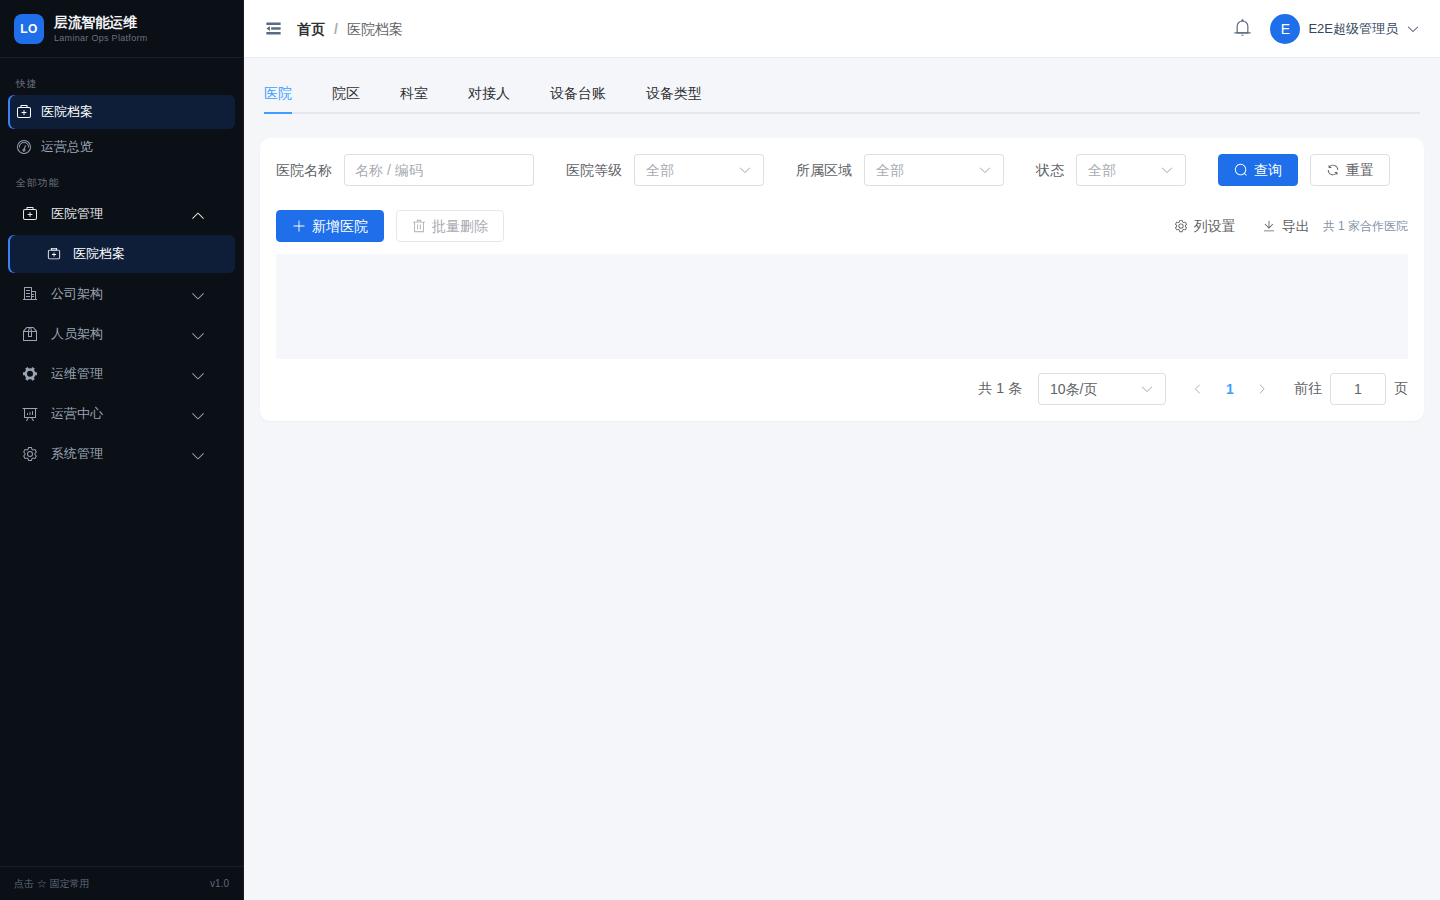 LO
层流智能运维
Laminar Ops Platform
快捷
医院档案
运营总览
全部功能
医院管理
医院档案
公司架构
人员架构
运维管理
运营中心
系统管理
点击 ☆ 固定常用
v1.0
首页 / 医院档案
E E2E超级管理员
医院 院区 科室 对接人 设备台账 设备类型
医院名称 名称 / 编码 医院等级 全部 所属区域 全部 状态 全部 查询 重置
新增医院 批量删除 列设置 导出 共 1 家合作医院
共 1 条 10条/页 1 前往 1 页